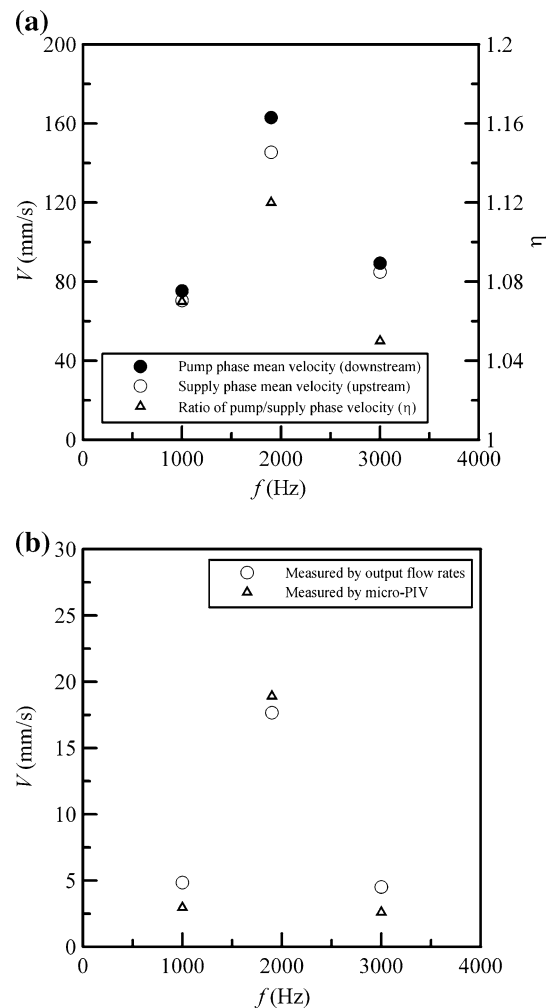 (a)
200
160
120
80
40
0
V (mm/s)
1.2
1.16
1.12
1.08
1.04
1
η
Pump phase mean velocity (downstream)
Supply phase mean velocity (upstream)
Ratio of pump/supply phase velocity (η)
0 1000 2000 3000 4000
f (Hz)
(b)
30
25
20
15
10
5
0
V (mm/s)
Measured by output flow rates
Measured by micro-PIV
0 1000 2000 3000 4000
f (Hz)